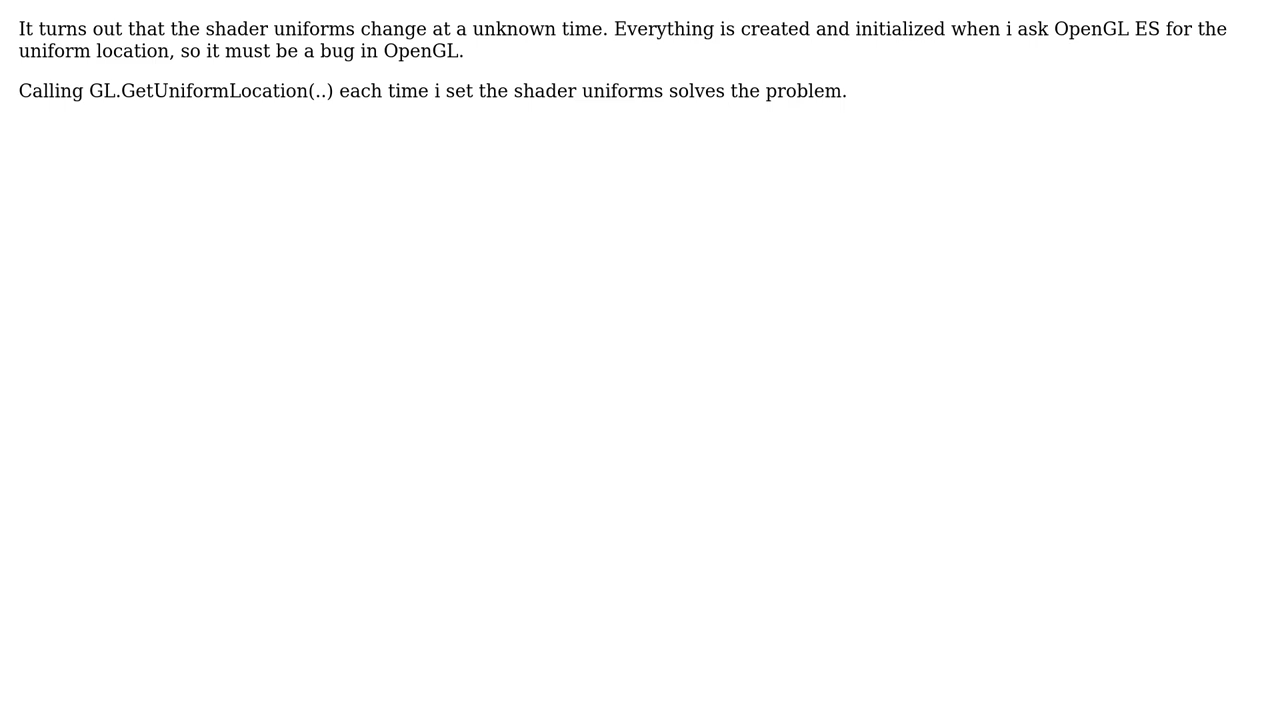 It turns out that the shader uniforms change at a unknown time. Everything is created and initialized when i ask OpenGL ES for the
uniform location, so it must be a bug in OpenGL.
Calling GL.GetUniformLocation(..) each time i set the shader uniforms solves the problem.